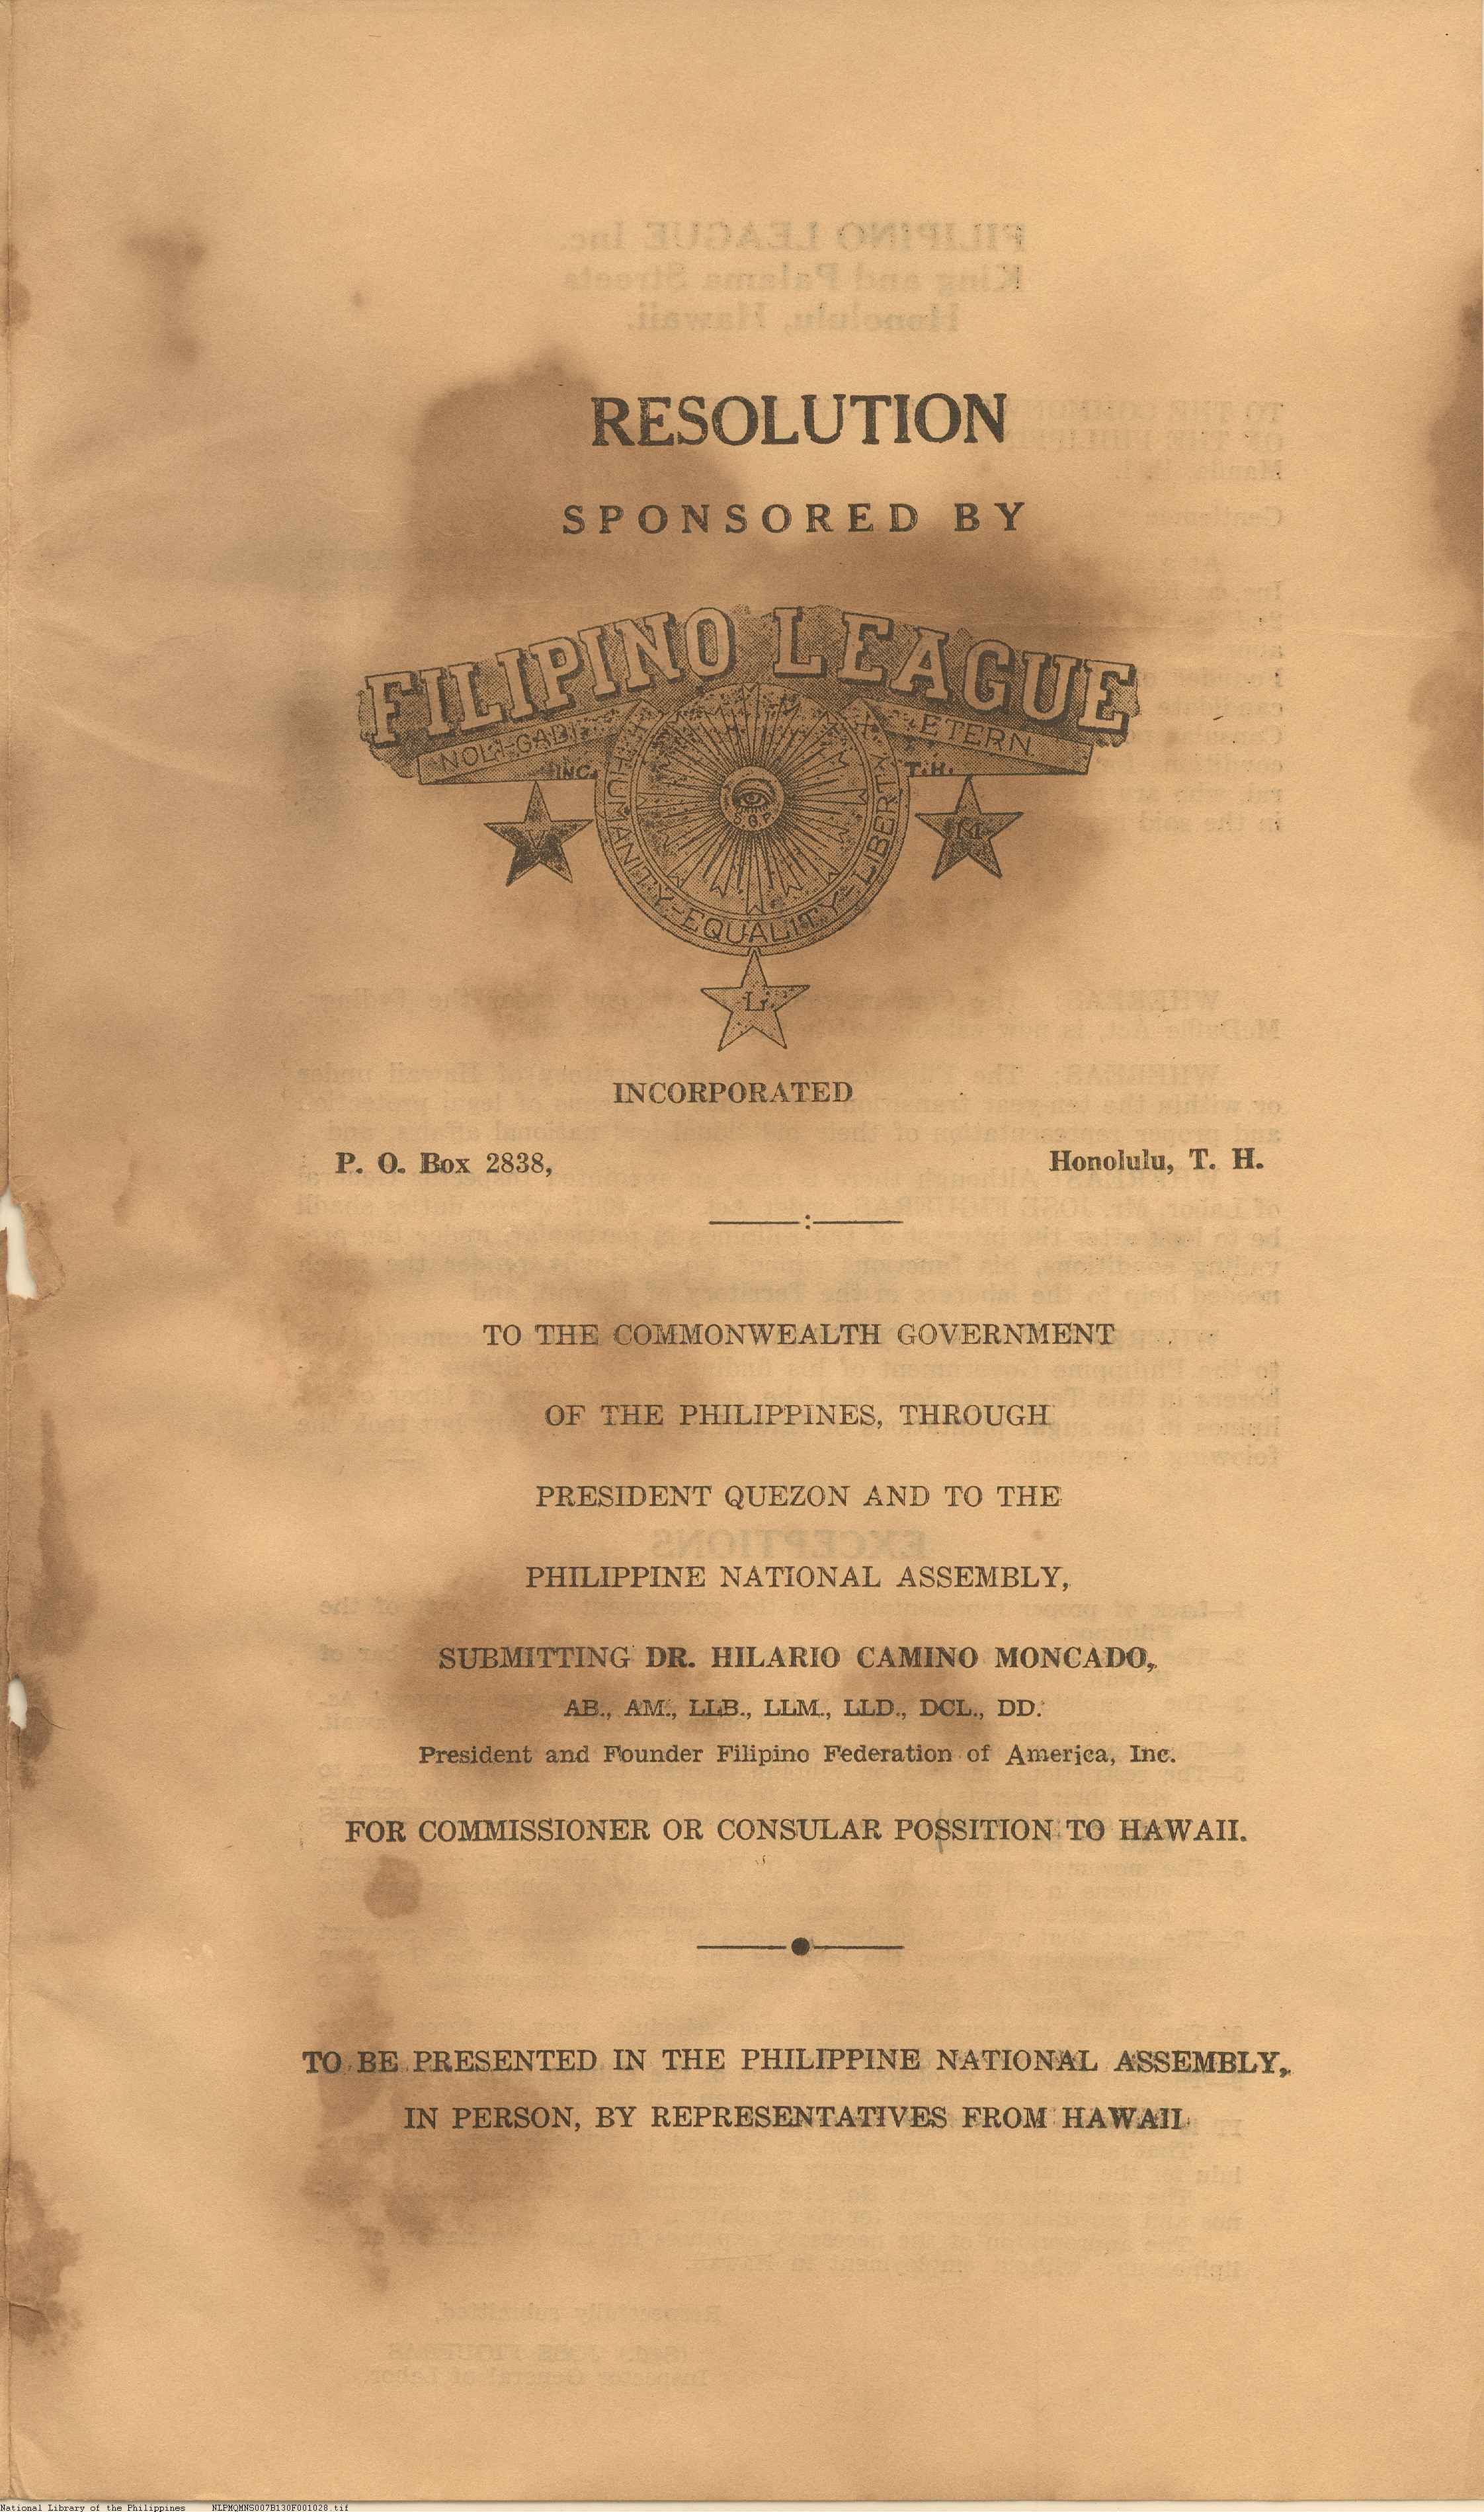 RESOLUTION
SPONSORED BY
FILIPINO LEAGUE
ETERN.
INC. T.H.
HUMANITY-EQUALITY-LIBERTY
V
M
L
INCORPORATED
P. O. Box 2838, Honolulu, T. H.
TO THE COMMONWEALTH GOVERNMENT
OF THE PHILIPPINES, THROUGH
PRESIDENT QUEZON AND TO THE
PHILIPPINE NATIONAL ASSEMBLY,
SUBMITTING DR. HILARIO CAMINO MONCADO,
AB., AM., LLB., LLM., LLD., DCL., DD.
President and Founder Filipino Federation of America, Inc.
FOR COMMISSIONER OR CONSULAR POSSITION TO HAWAII.
TO BE PRESENTED IN THE PHILIPPINE NATIONAL ASSEMBLY,
IN PERSON, BY REPRESENTATIVES FROM HAWAII
National Library of the Philippines NLPMQMNS007B130F001028.tif